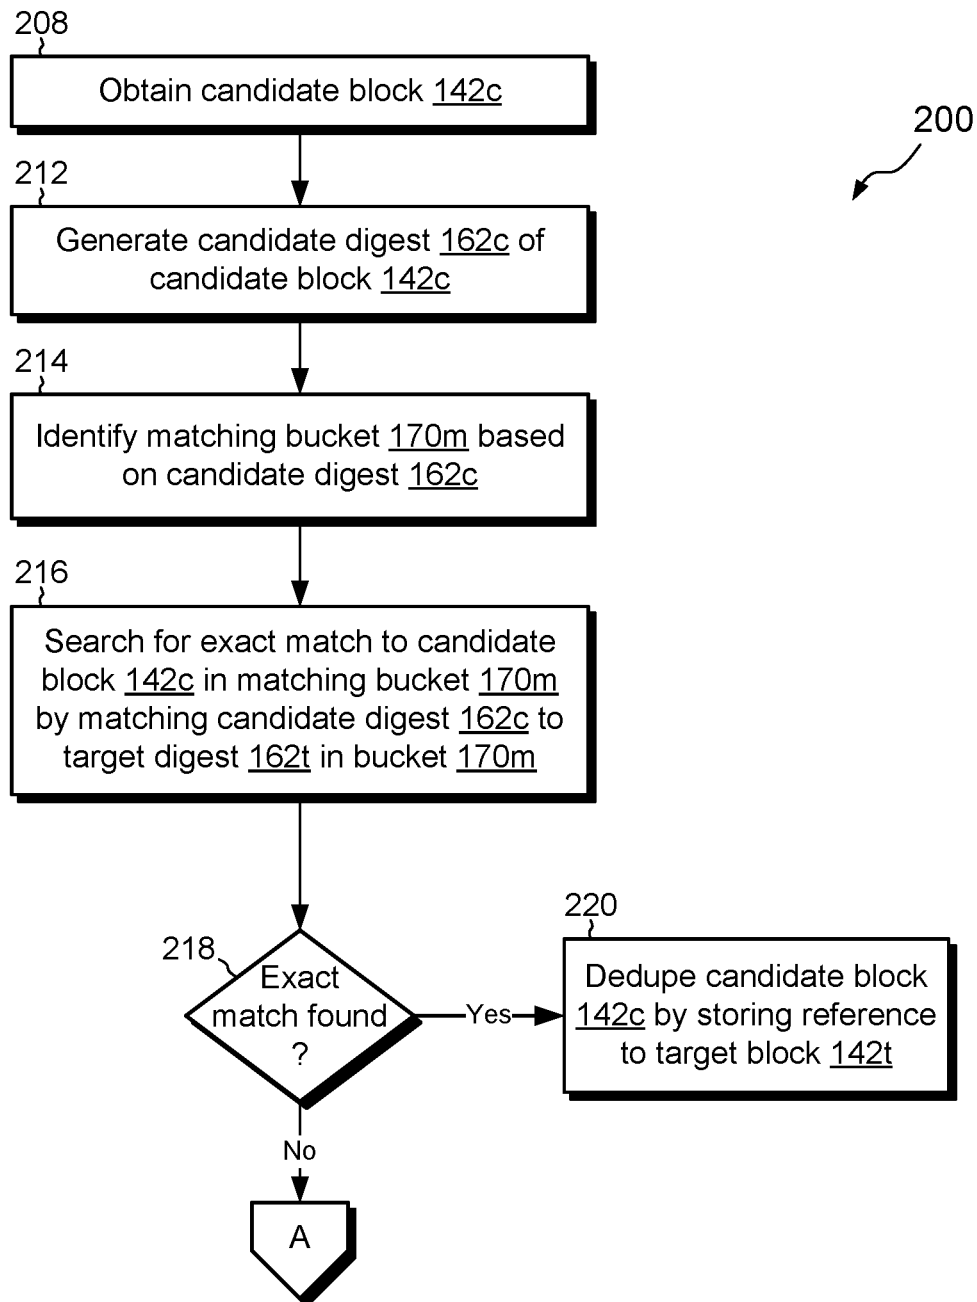 208
Obtain candidate block 142c
200
212
Generate candidate digest 162c of
candidate block 142c
214
Identify matching bucket 170m based
on candidate digest 162c
216
Search for exact match to candidate
block 142c in matching bucket 170m
by matching candidate digest 162c to
target digest 162t in bucket 170m
218
Exact
match found
?
Yes
220
Dedupe candidate block
142c by storing reference
to target block 142t
No
A